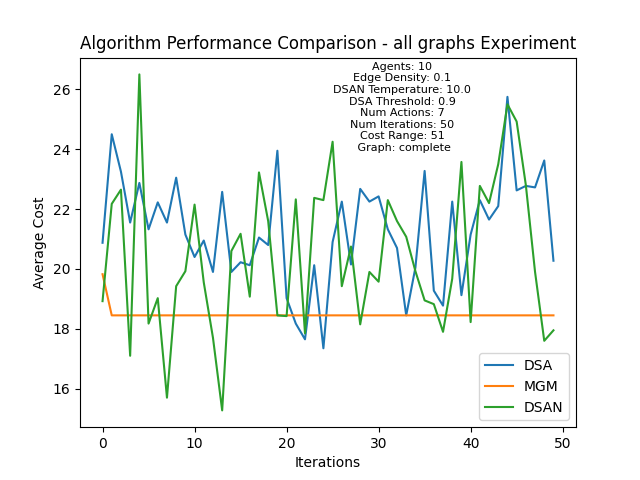 Algorithm Performance Comparison - all graphs Experiment
Agents: 10
Edge Density: 0.1
DSAN Temperature: 10.0
DSA Threshold: 0.9
Num Actions: 7
Num Iterations: 50
Cost Range: 51
Graph: complete
Average Cost
26
24
22
20
18
16
DSA
MGM
DSAN
0 10 20 30 40 50
Iterations